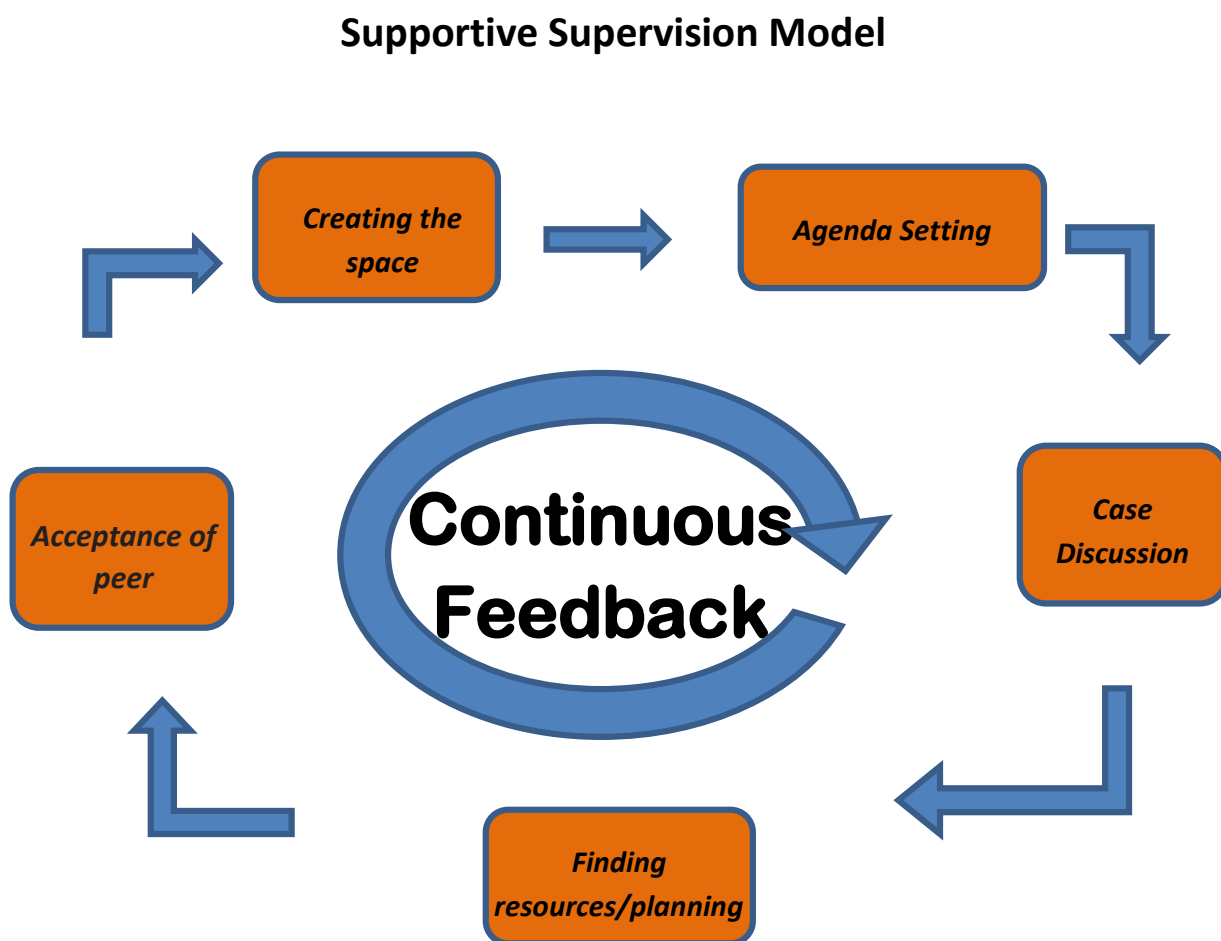 Supportive Supervision Model
Creating the
space
Agenda Setting
Case
Discussion
Continuous
Feedback
Acceptance of
peer
Finding
resources/planning